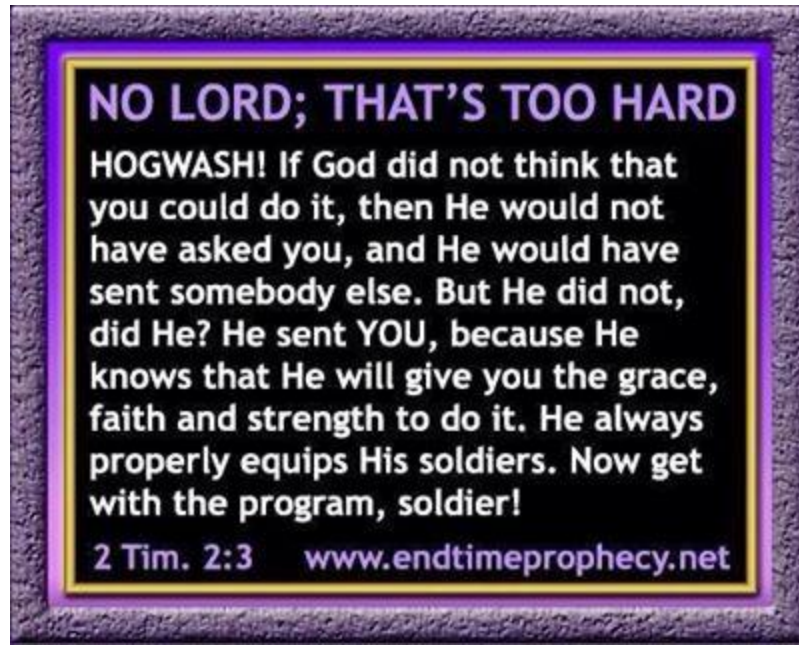 NO LORD; THAT'S TOO HARD
HOGWASH! If God did not think that
you could do it, then He would not
have asked you, and He would have
sent somebody else. But He did not,
did He? He sent YOU, because He
knows that He will give you the grace,
faith and strength to do it. He always
properly equips His soldiers. Now get
with the program, soldier!
2 Tim. 2:3 www.endtimeprophecy.net